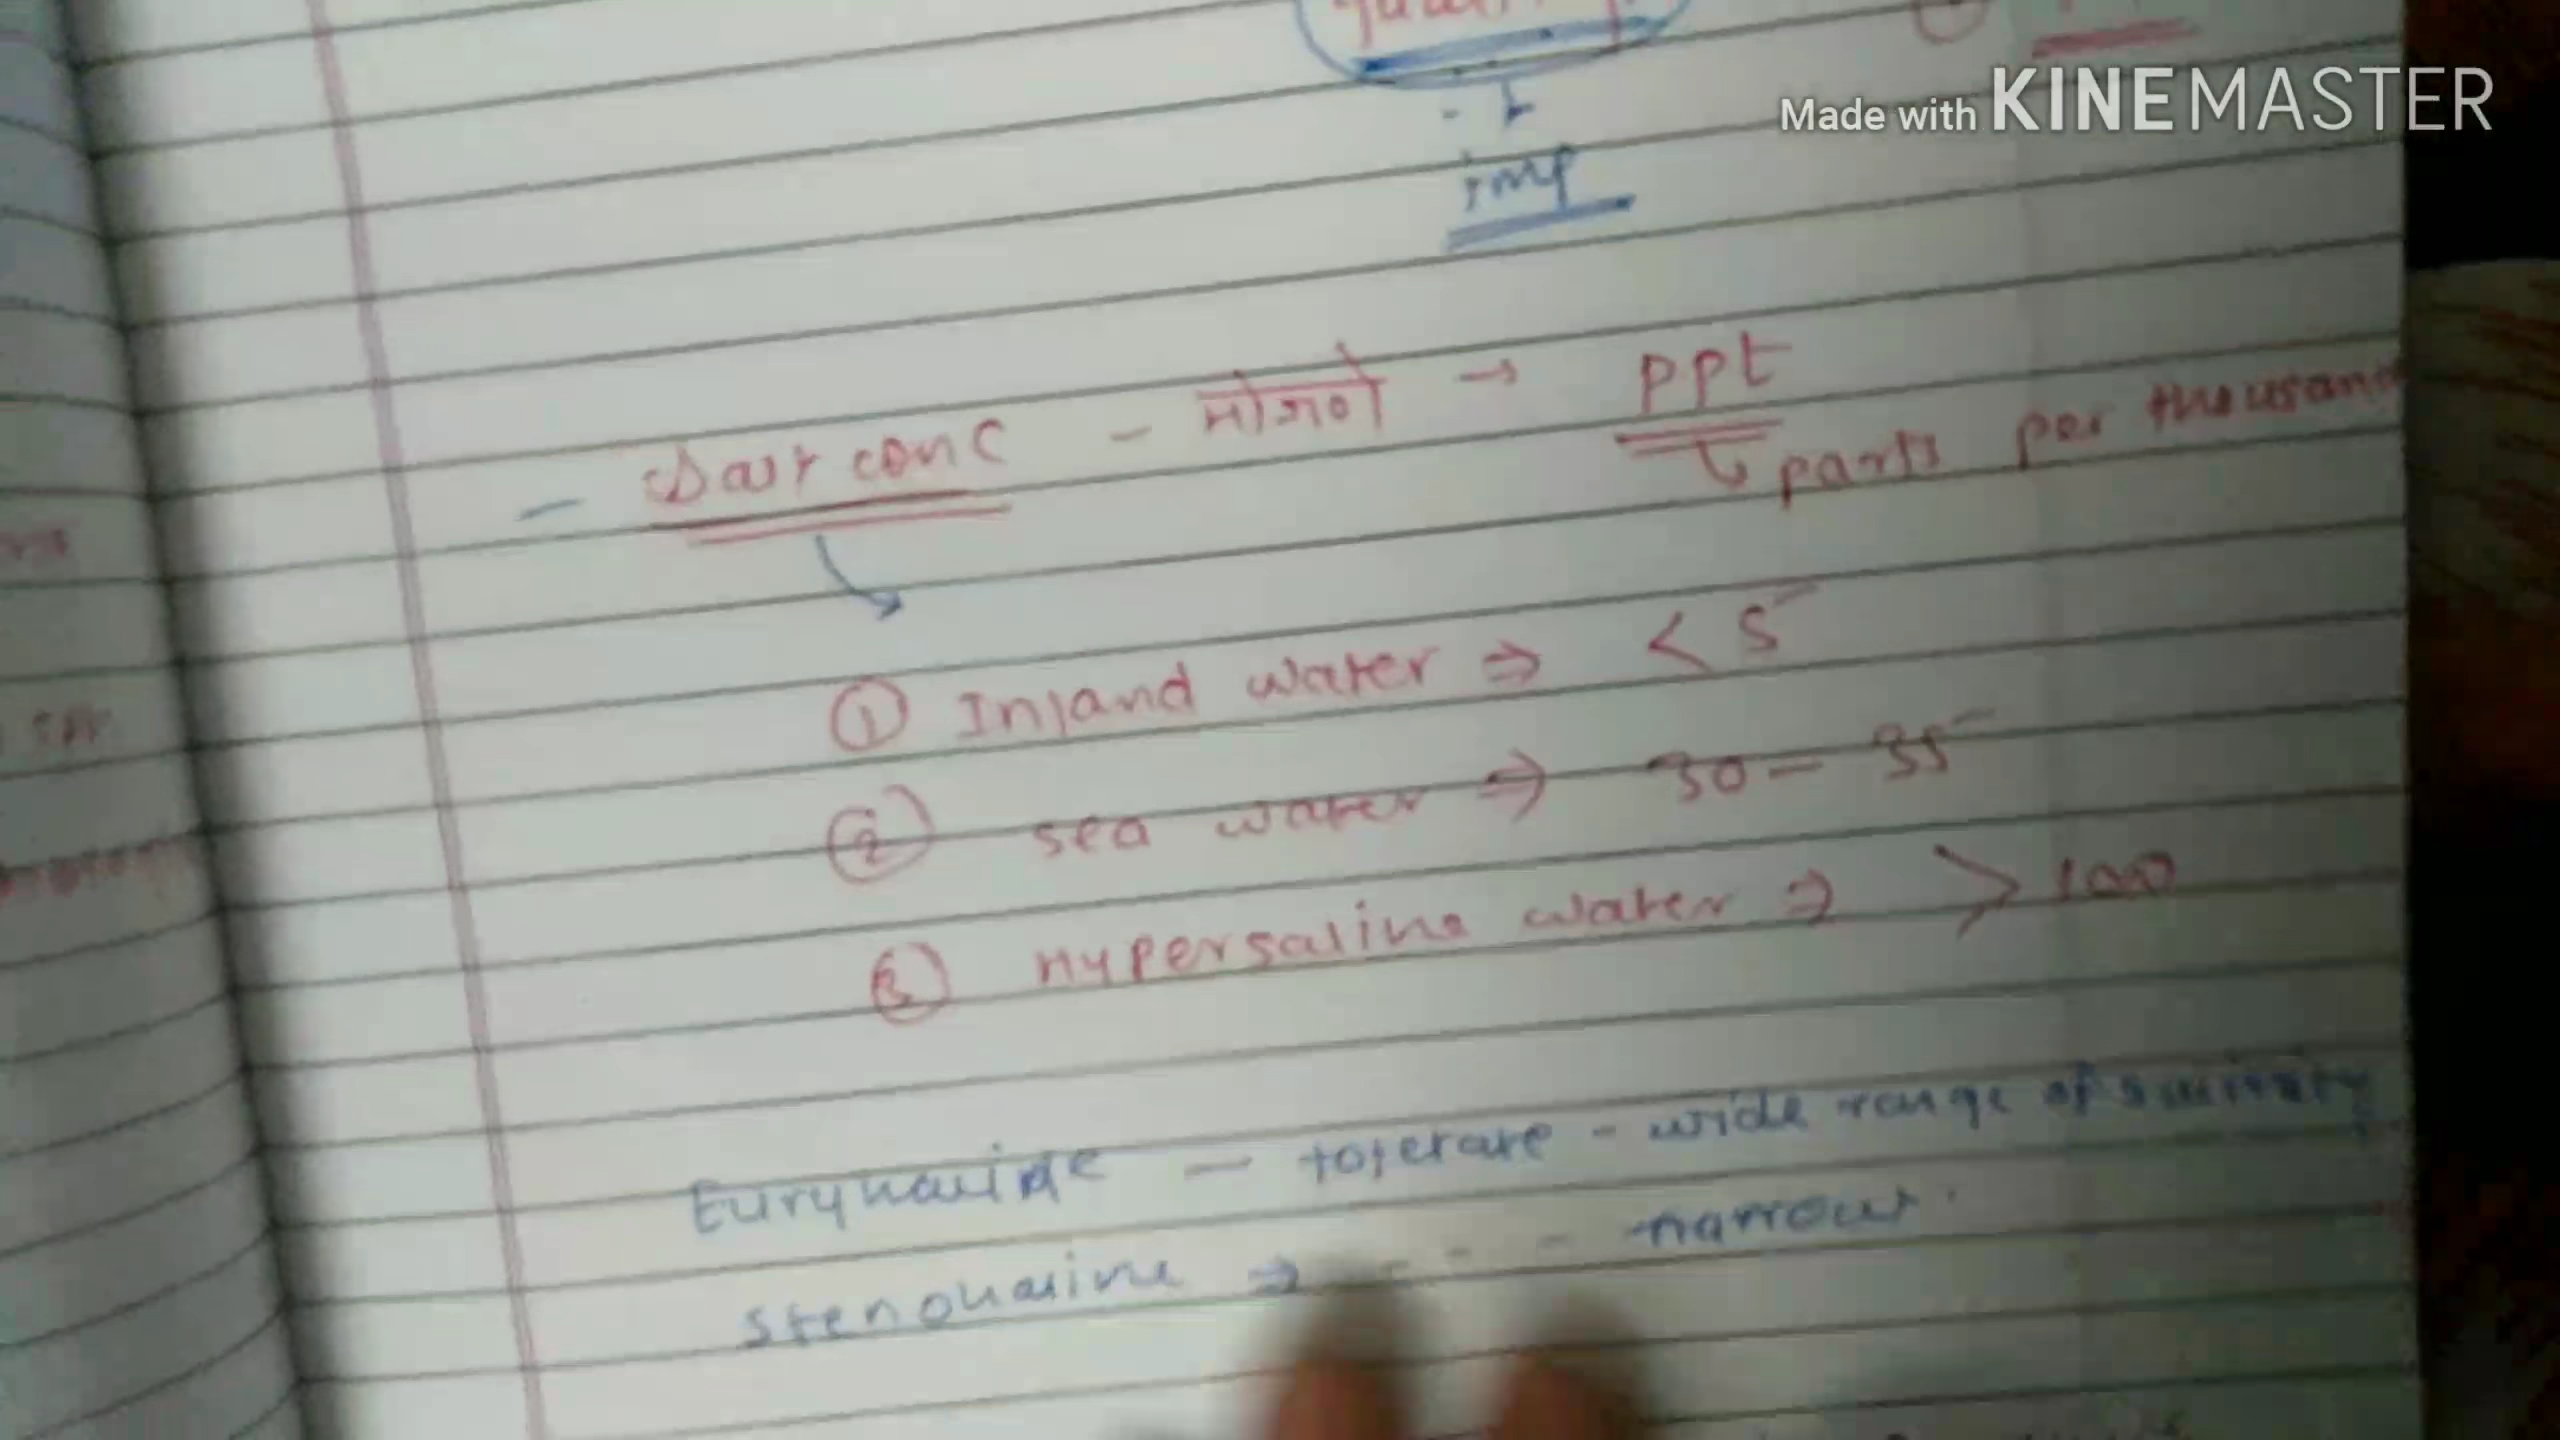 Made with KINEMASTER
imp
- Salt conc - मोजणे → ppt
↳ parts per thousand
① Inland water ⇒ < 5
② sea water ⇒ 30 - 35
③ Hypersaline water ⇒ > 100
Euryhaline - tolerate - wide range of salinity
stenohaline ⇒ - - - narrow